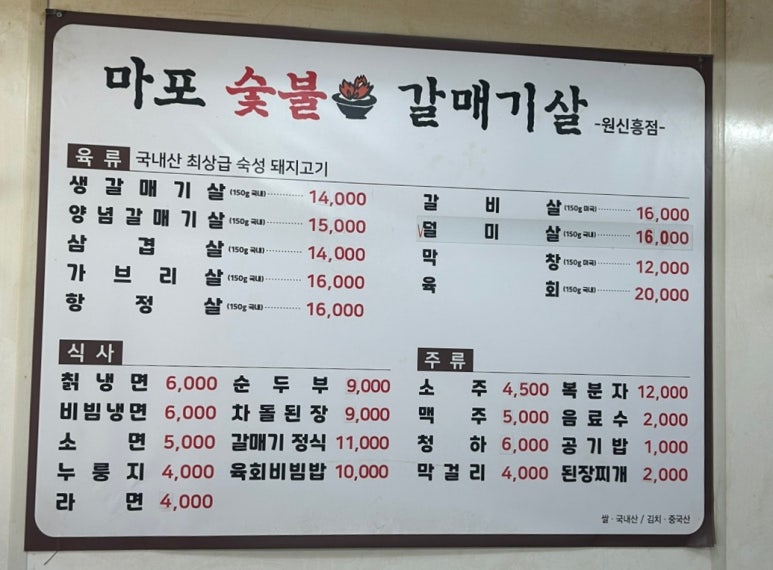 마포 숯불 갈매기살 -원신흥점-
육류 국내산 최상급 숙성 돼지고기
생갈매기살 (150g 국내) 14,000
양념갈매기살 (150g 국내) 15,000
삼겹살 (150g 국내) 14,000
가브리살 (150g 국내) 16,000
항정살 (150g 국내) 16,000
갈비살 (150g 미국) 16,000
덜미살 (150g 국내) 16,000
막창 (150g 미국) 12,000
육회 (150g 국내) 20,000
식사
칡냉면 6,000 순두부 9,000
비빔냉면 6,000 차돌된장 9,000
소면 5,000 갈매기 정식 11,000
누룽지 4,000 육회비빔밥 10,000
라면 4,000
주류
소주 4,500 복분자 12,000
맥주 5,000 음료수 2,000
청하 6,000 공기밥 1,000
막걸리 4,000 된장찌개 2,000
쌀 · 국내산 / 김치 · 중국산